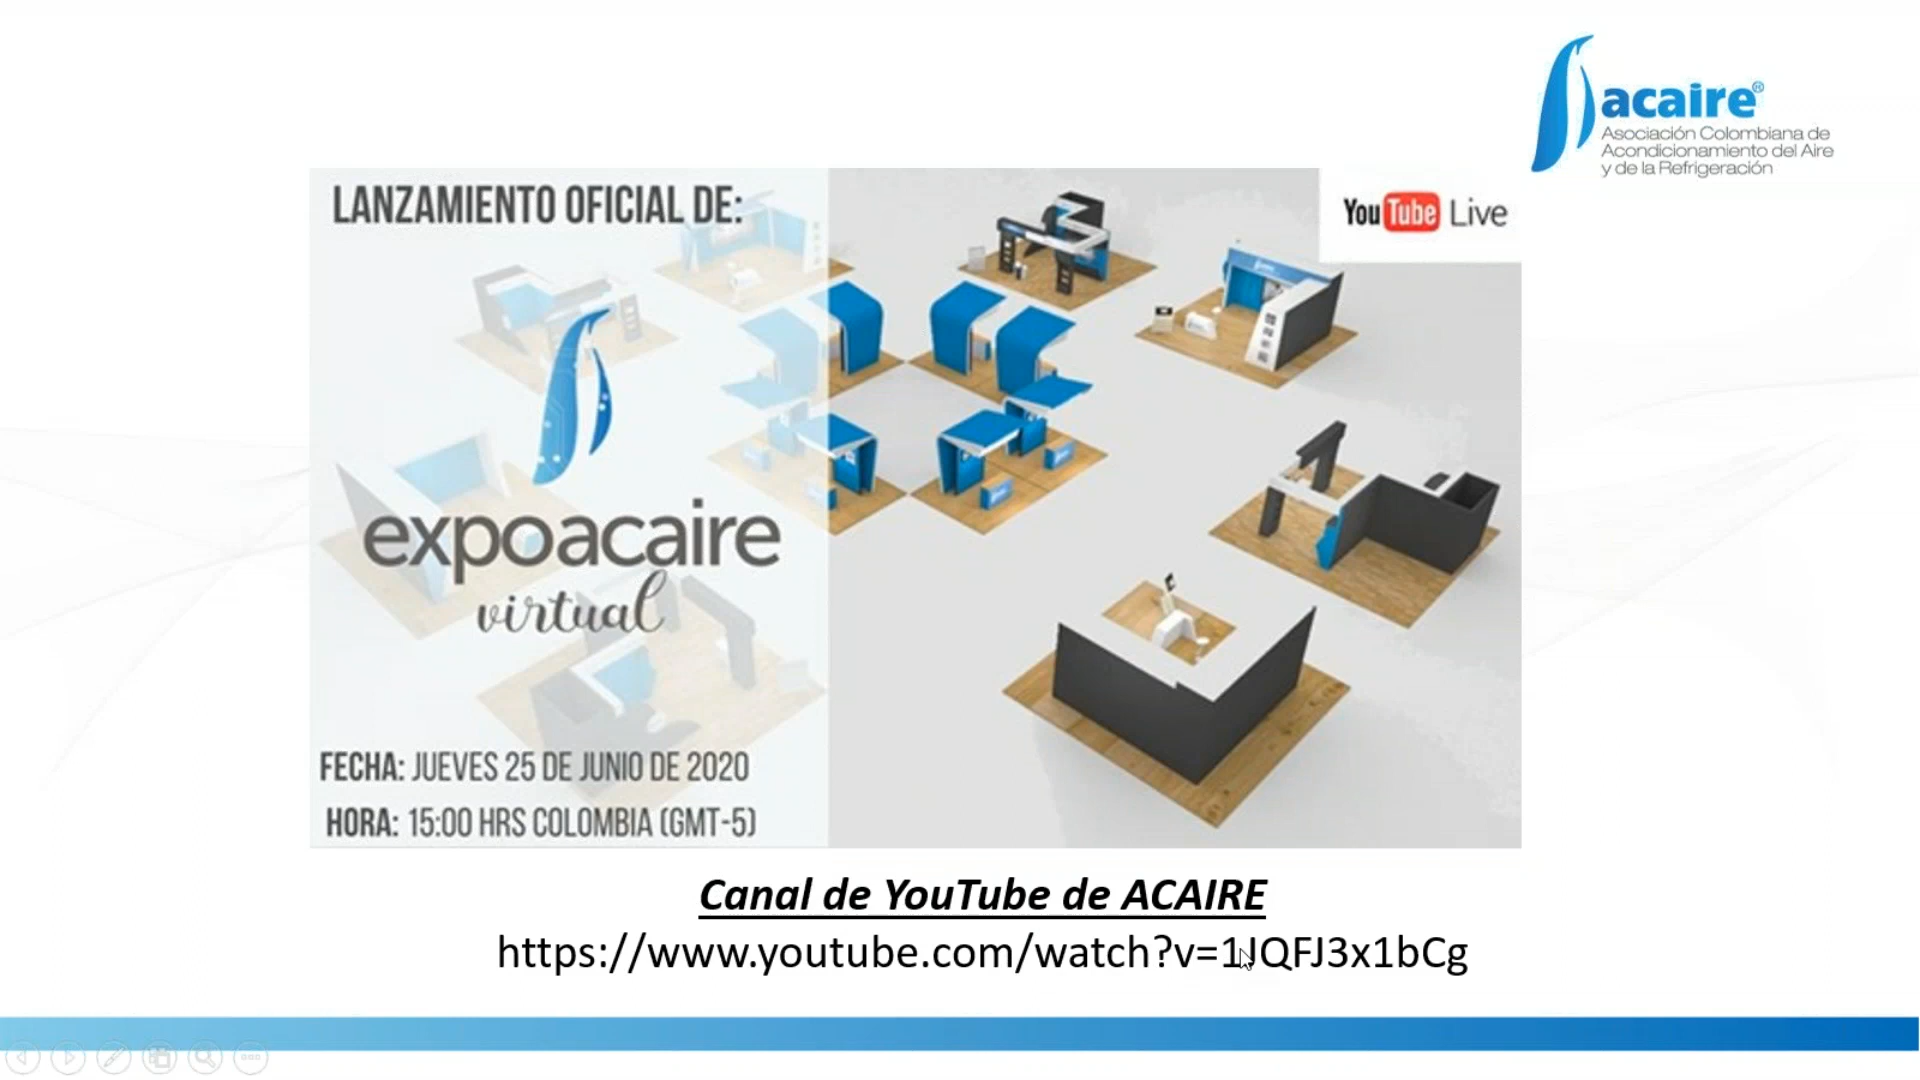 acaire®
Asociación Colombiana de
Acondicionamiento del Aire
y de la Refrigeración
LANZAMIENTO OFICIAL DE:
YouTube Live
expoacaire
virtual
FECHA: JUEVES 25 DE JUNIO DE 2020
HORA: 15:00 HRS COLOMBIA (GMT-5)
Canal de YouTube de ACAIRE
https://www.youtube.com/watch?v=1JQFJ3x1bCg